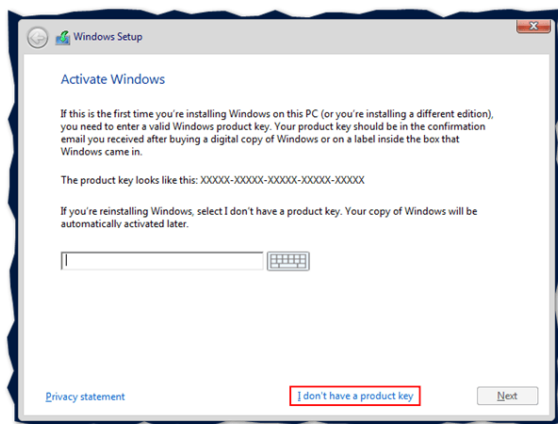 Windows Setup
Activate Windows
If this is the first time you're installing Windows on this PC (or you're installing a different edition),
you need to enter a valid Windows product key. Your product key should be in the confirmation
email you received after buying a digital copy of Windows or on a label inside the box that
Windows came in.
The product key looks like this: XXXXX-XXXXX-XXXXX-XXXXX-XXXXX
If you're reinstalling Windows, select I don't have a product key. Your copy of Windows will be
automatically activated later.
Privacy statement
I don't have a product key
Next